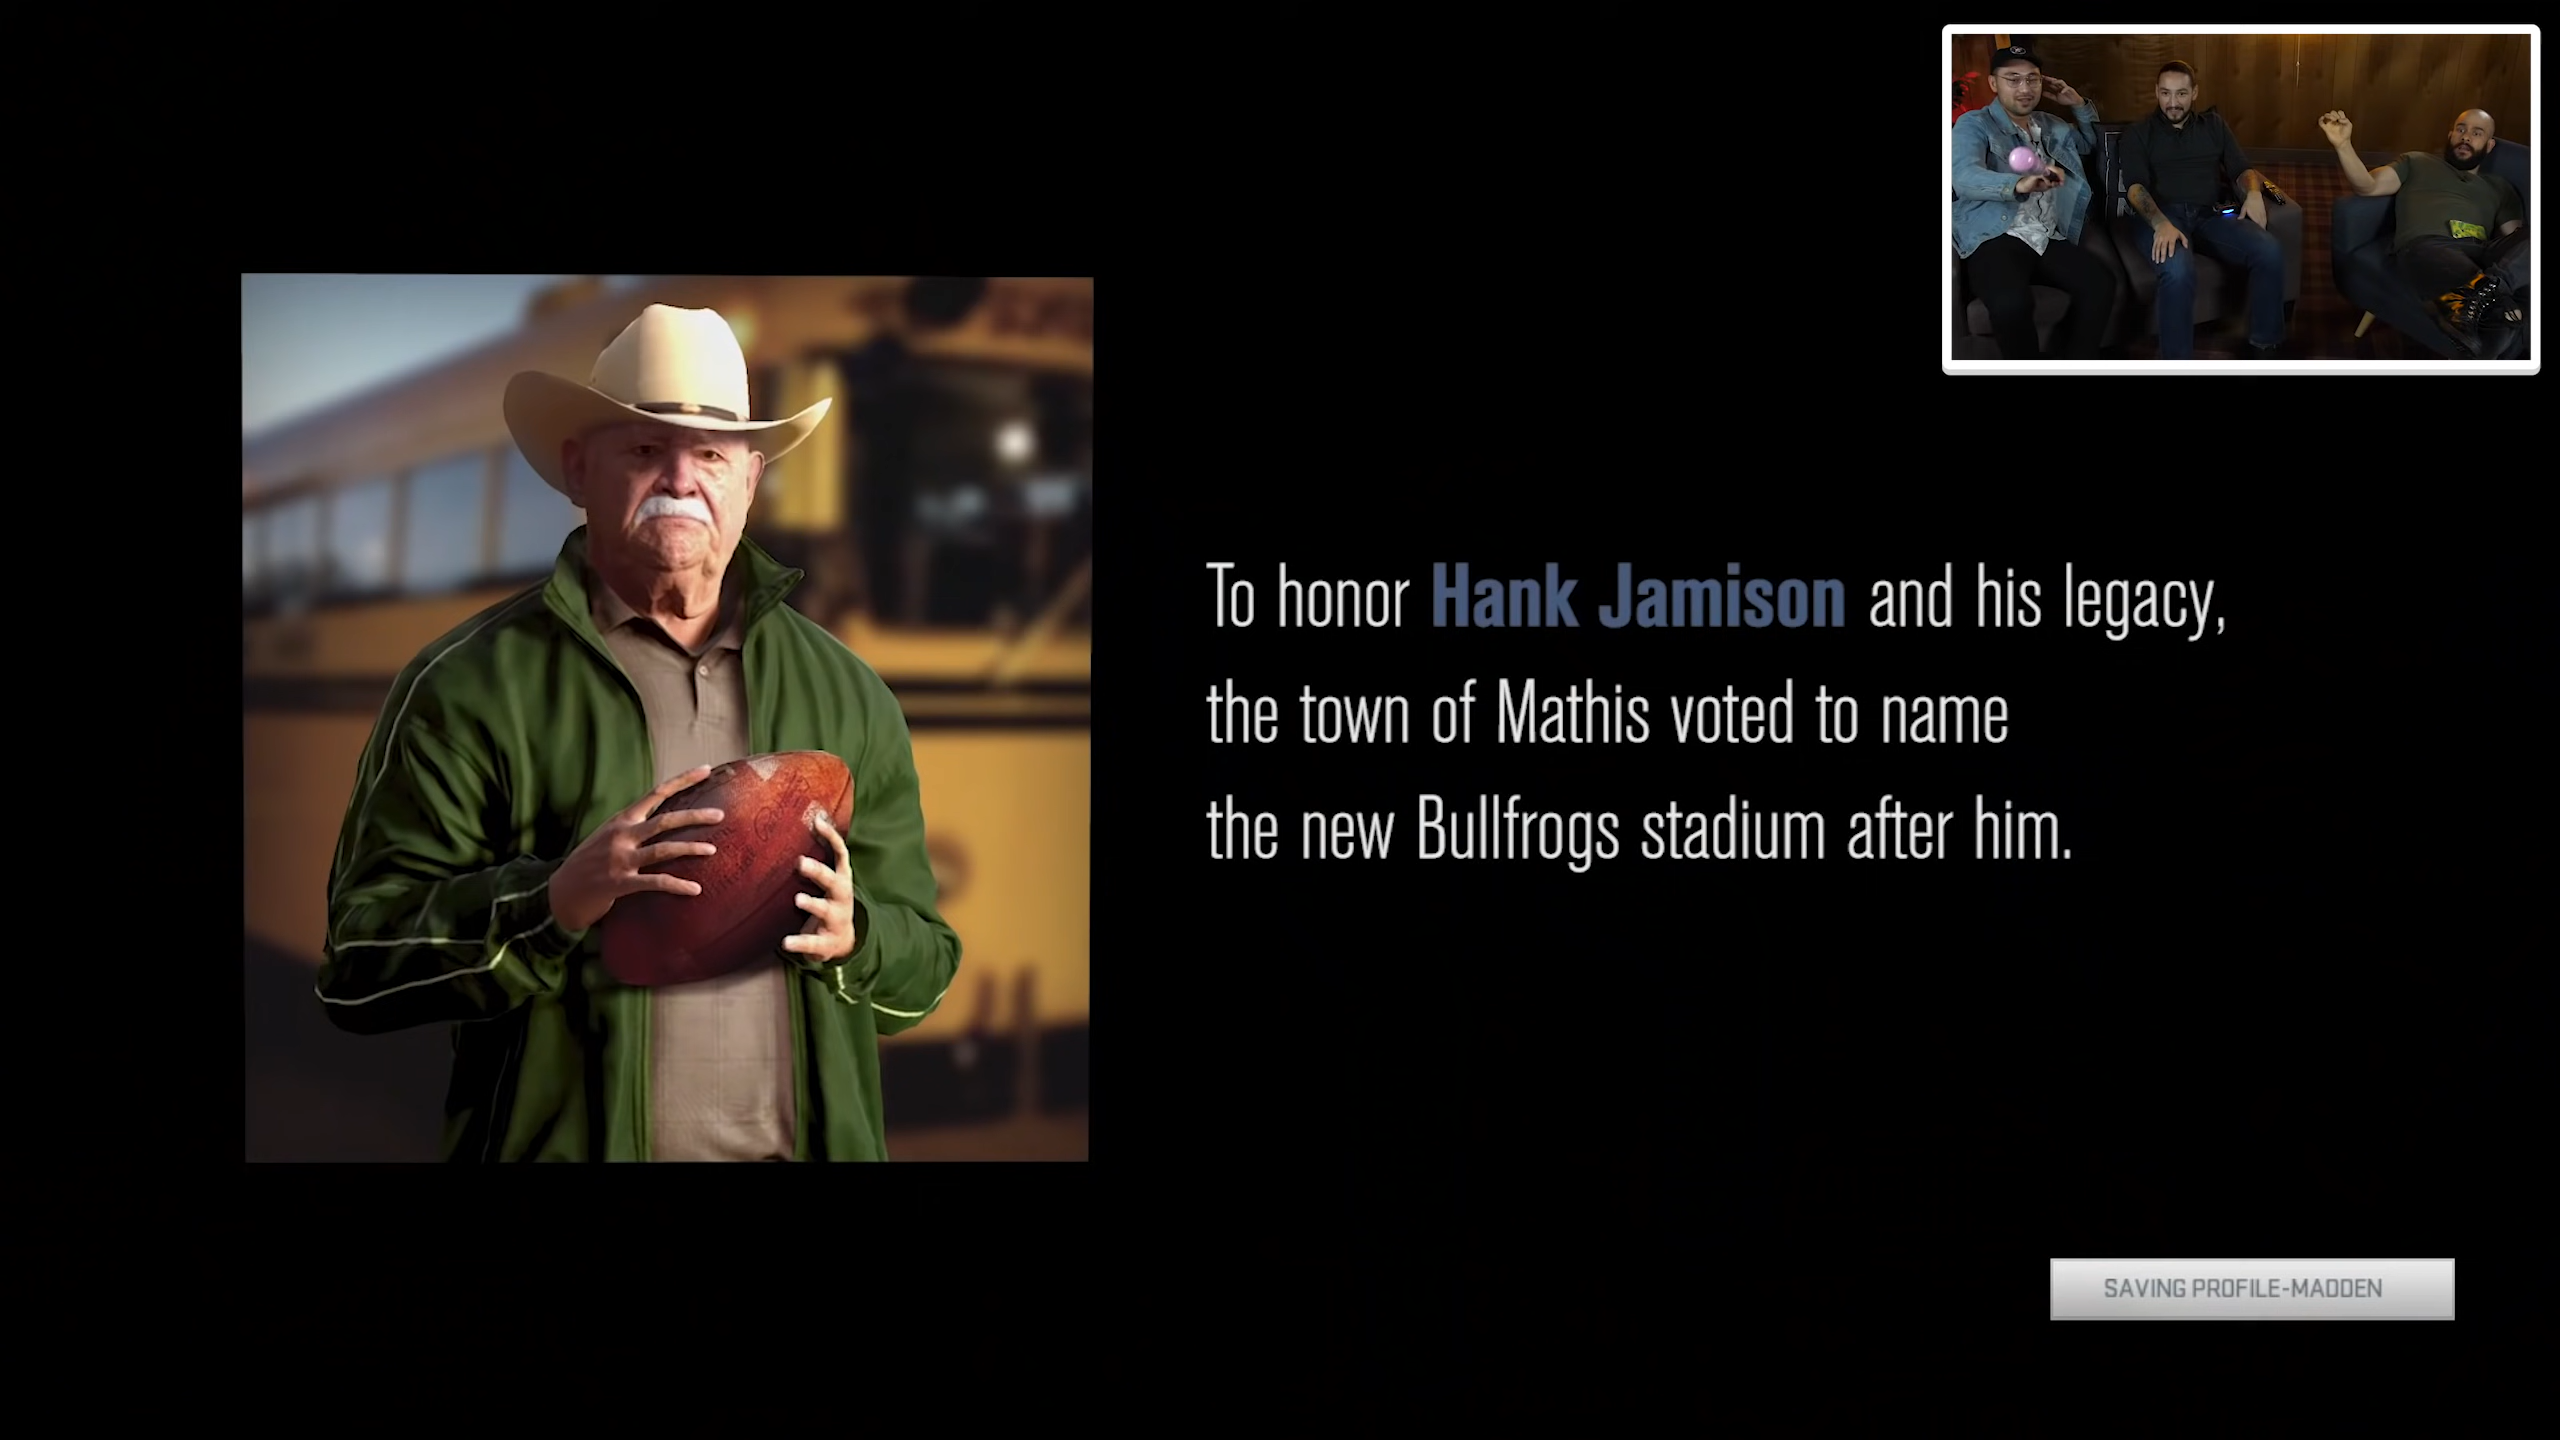 To honor Hank Jamison and his legacy,
the town of Mathis voted to name
the new Bullfrogs stadium after him.
SAVING PROFILE-MADDEN